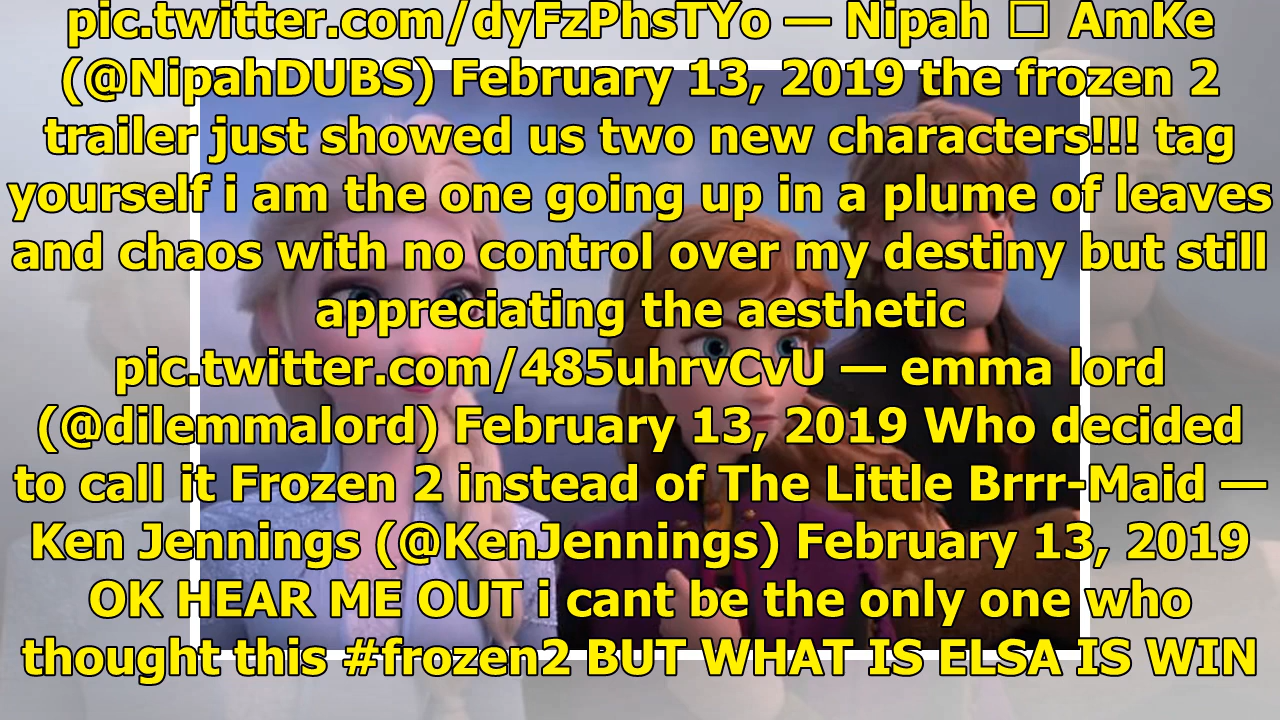 pic.twitter.com/dyFzPhsTYo — Nipah □ AmKe
(@NipahDUBS) February 13, 2019 the frozen 2
trailer just showed us two new characters!!! tag
yourself i am the one going up in a plume of leaves
and chaos with no control over my destiny but still
appreciating the aesthetic
pic.twitter.com/485uhrvCvU — emma lord
(@dilemmalord) February 13, 2019 Who decided
to call it Frozen 2 instead of The Little Brrr-Maid —
Ken Jennings (@KenJennings) February 13, 2019
OK HEAR ME OUT i cant be the only one who
thought this #frozen2 BUT WHAT IS ELSA IS WIN